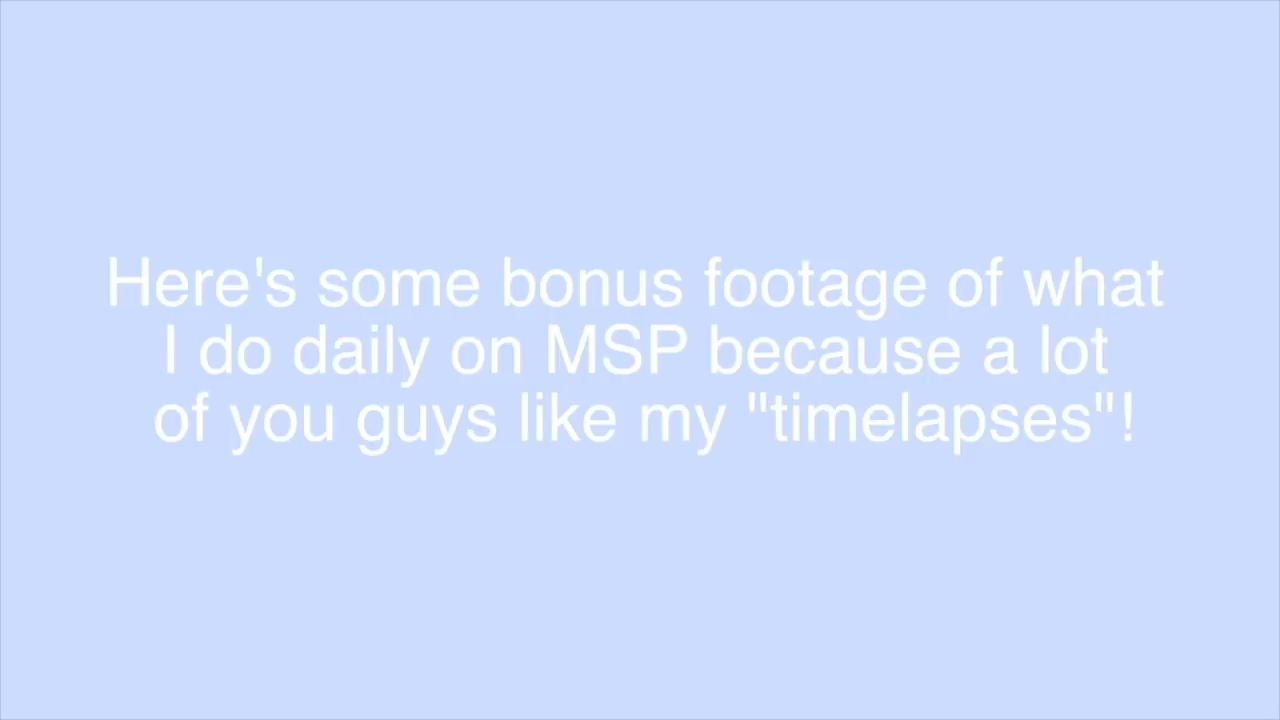 Here's some bonus footage of what
I do daily on MSP because a lot
of you guys like my "timelapses"!